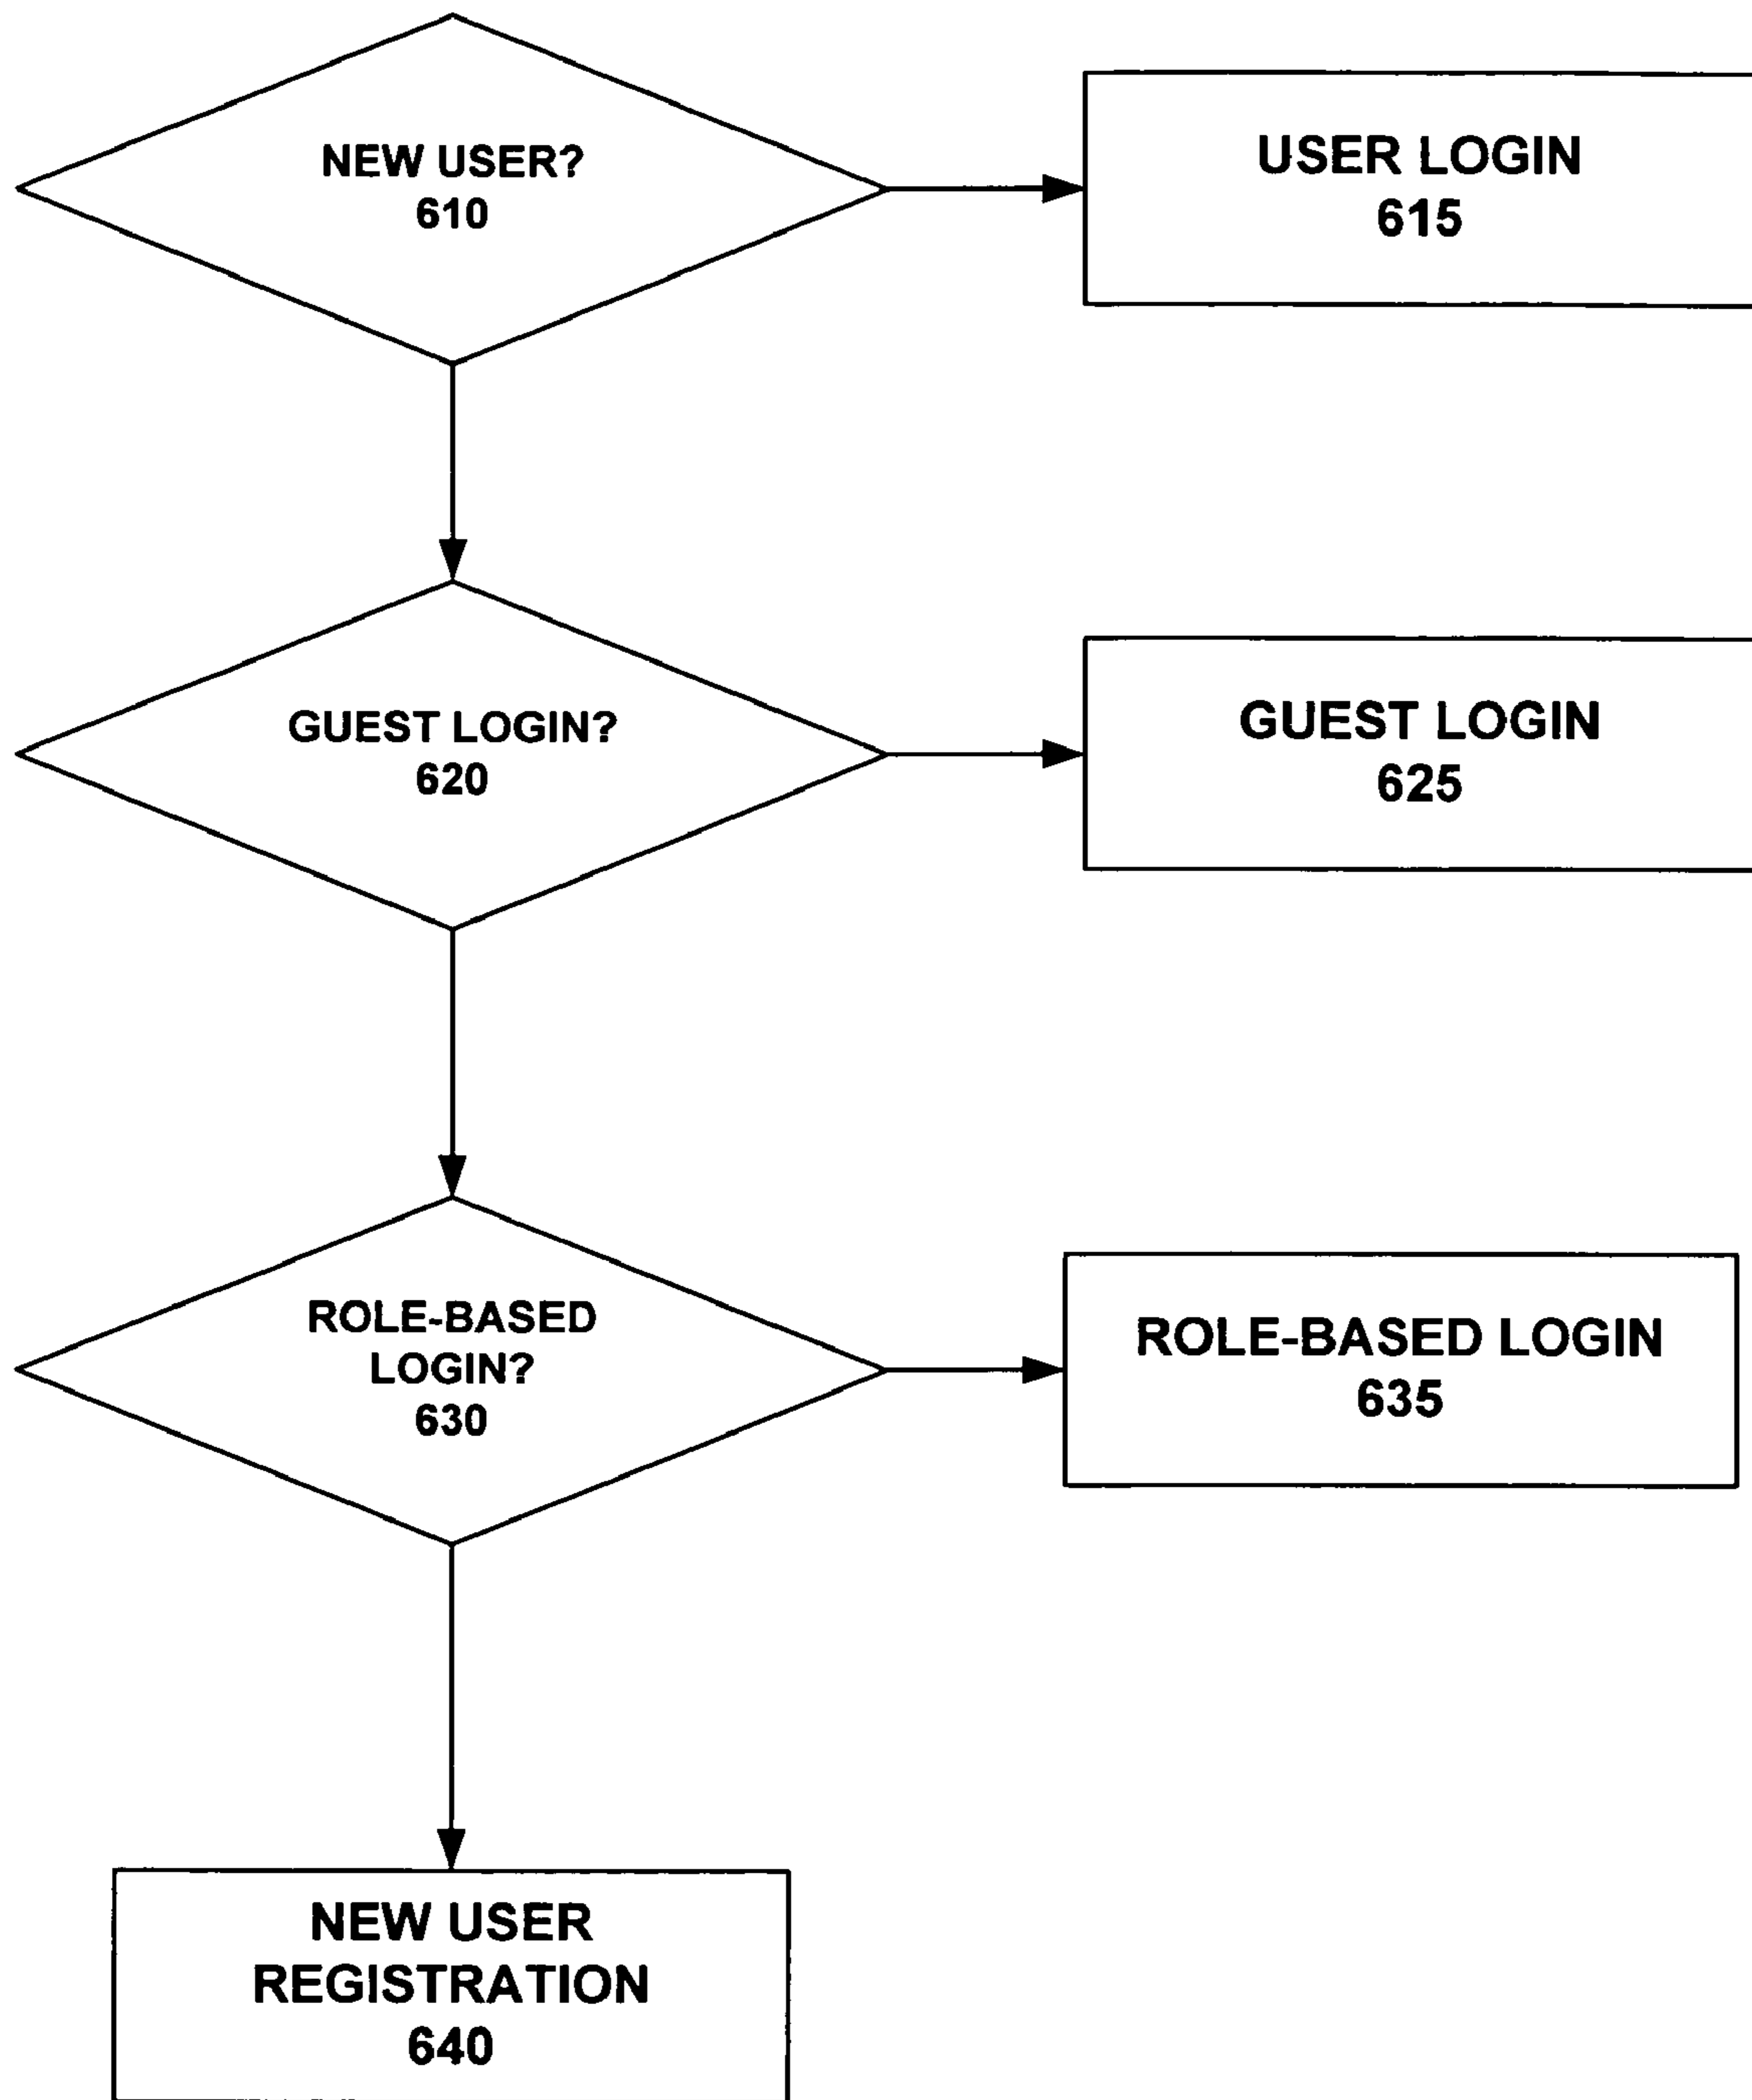 NEW USER?
610
USER LOGIN
615
GUEST LOGIN?
620
GUEST LOGIN
625
ROLE-BASED
LOGIN?
630
ROLE-BASED LOGIN
635
NEW USER
REGISTRATION
640